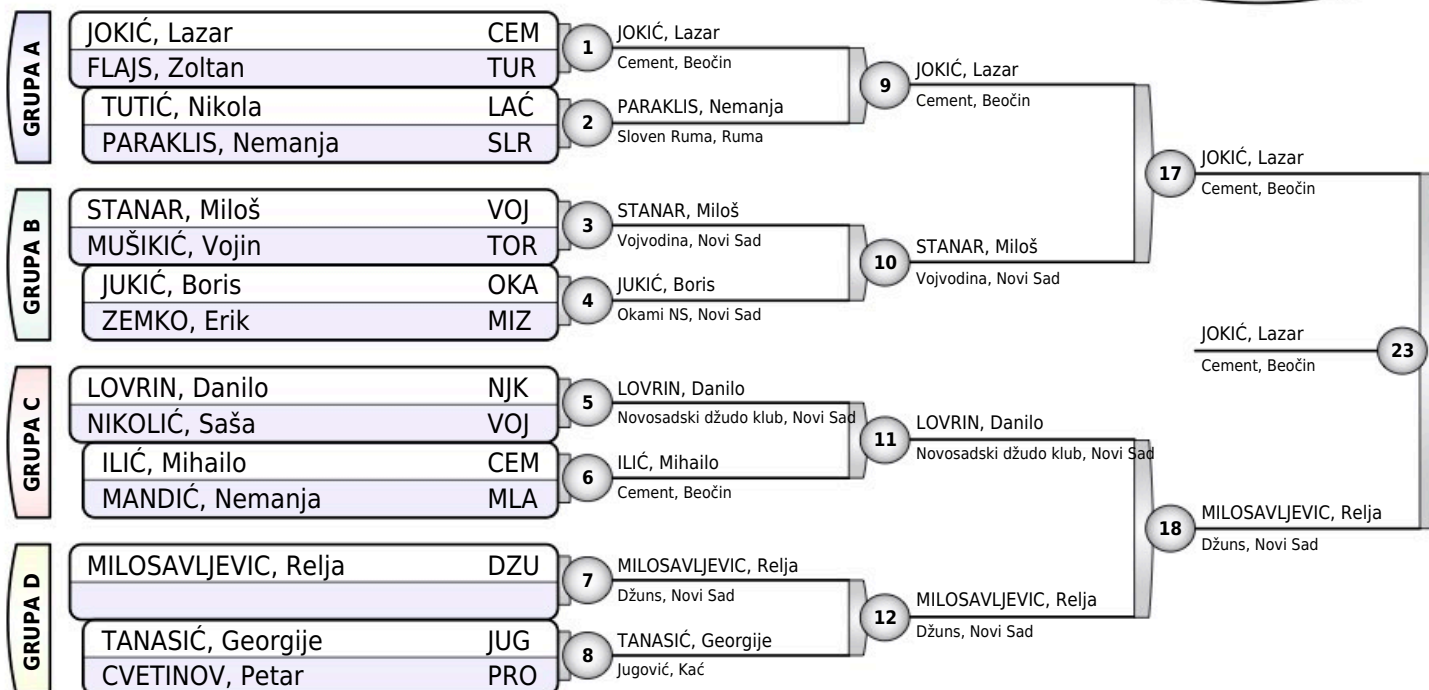 GRUPA A
JOKIĆ, Lazar CEM
FLAJS, Zoltan TUR
TUTIĆ, Nikola LAĆ
PARAKLIS, Nemanja SLR
1
JOKIĆ, Lazar
Cement, Beočin
2
PARAKLIS, Nemanja
Sloven Ruma, Ruma
9
JOKIĆ, Lazar
Cement, Beočin
GRUPA B
STANAR, Miloš VOJ
MUŠIKIĆ, Vojin TOR
JUKIĆ, Boris OKA
ZEMKO, Erik MIZ
3
STANAR, Miloš
Vojvodina, Novi Sad
4
JUKIĆ, Boris
Okami NS, Novi Sad
10
STANAR, Miloš
Vojvodina, Novi Sad
17
JOKIĆ, Lazar
Cement, Beočin
GRUPA C
LOVRIN, Danilo NJK
NIKOLIĆ, Saša VOJ
ILIĆ, Mihailo CEM
MANDIĆ, Nemanja MLA
5
LOVRIN, Danilo
Novosadski džudo klub, Novi Sad
6
ILIĆ, Mihailo
Cement, Beočin
11
LOVRIN, Danilo
Novosadski džudo klub, Novi Sad
GRUPA D
MILOSAVLJEVIC, Relja DZU
TANASIĆ, Georgije JUG
CVETINOV, Petar PRO
7
MILOSAVLJEVIC, Relja
Džuns, Novi Sad
8
TANASIĆ, Georgije
Jugović, Kać
12
MILOSAVLJEVIC, Relja
Džuns, Novi Sad
18
MILOSAVLJEVIC, Relja
Džuns, Novi Sad
JOKIĆ, Lazar
Cement, Beočin
23